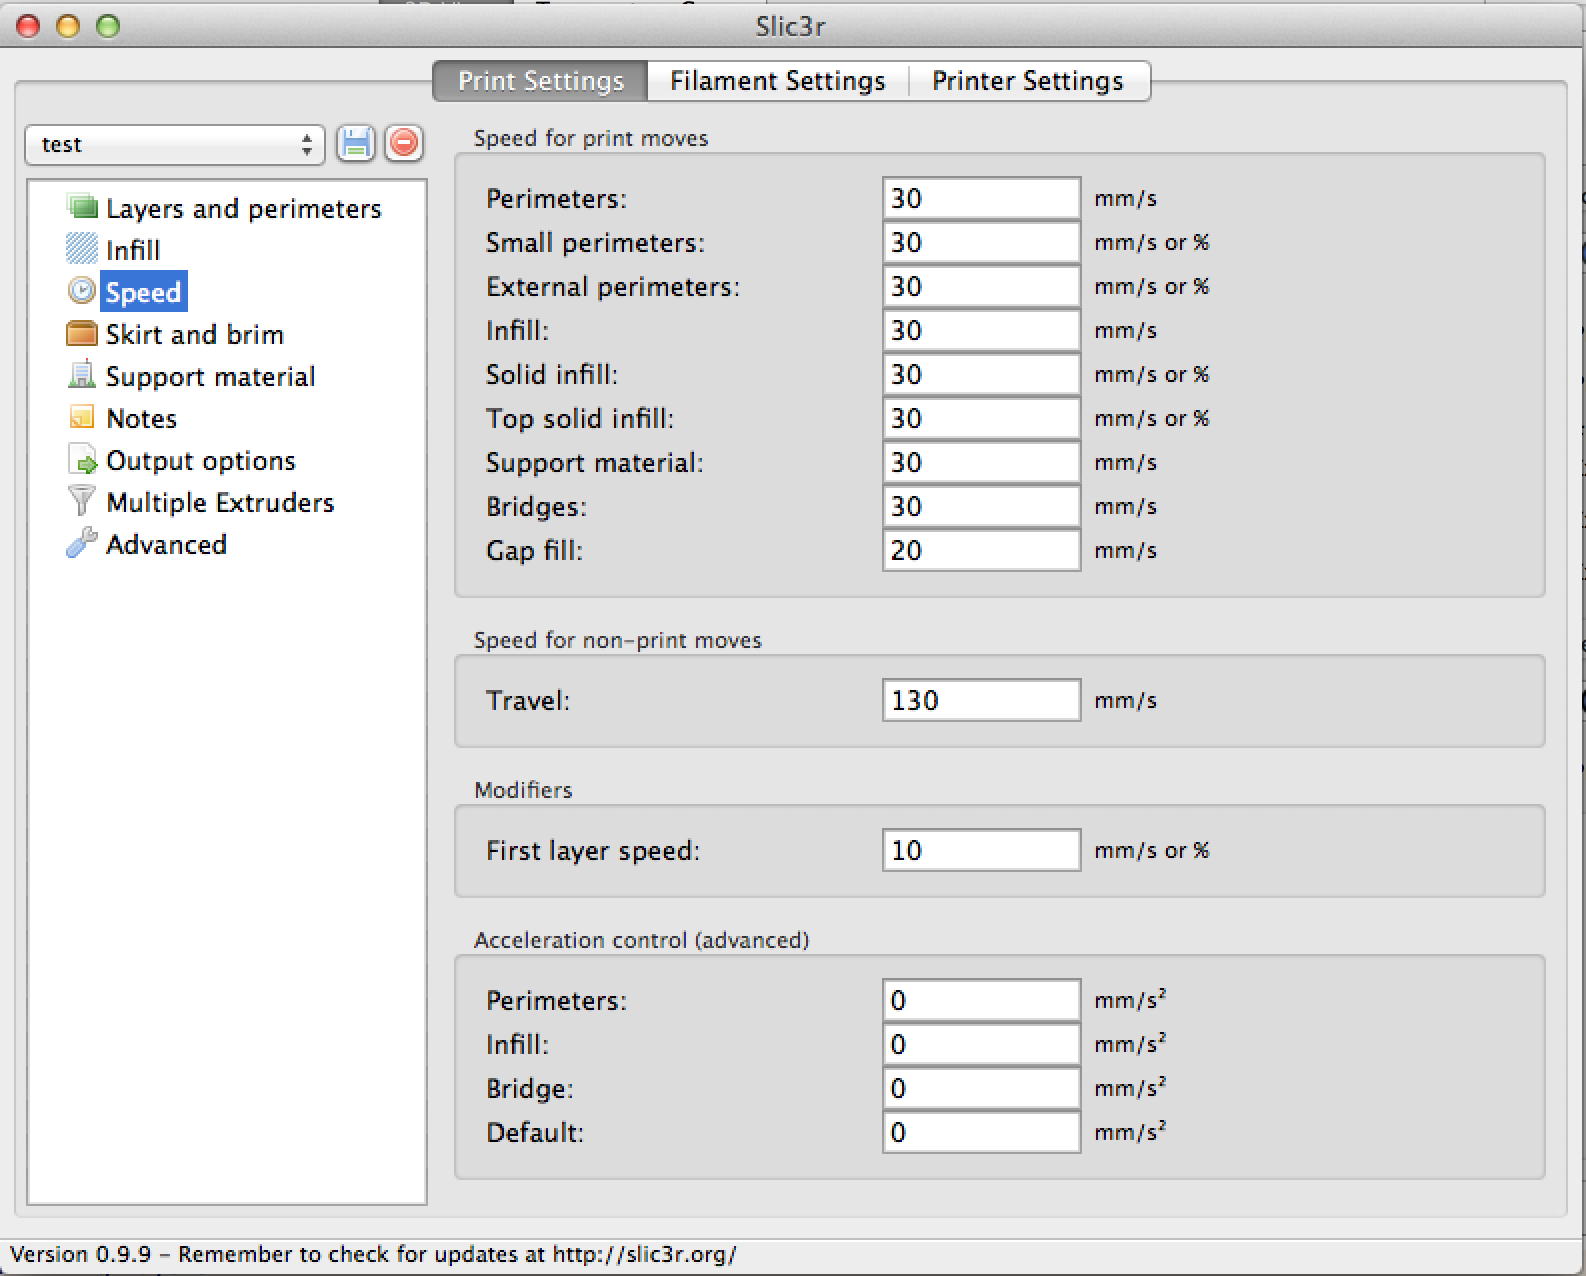 Slic3r
Print Settings Filament Settings Printer Settings
test
Layers and perimeters
Infill
Speed
Skirt and brim
Support material
Notes
Output options
Multiple Extruders
Advanced
Speed for print moves
Perimeters: 30 mm/s
Small perimeters: 30 mm/s or %
External perimeters: 30 mm/s or %
Infill: 30 mm/s
Solid infill: 30 mm/s or %
Top solid infill: 30 mm/s or %
Support material: 30 mm/s
Bridges: 30 mm/s
Gap fill: 20 mm/s
Speed for non-print moves
Travel: 130 mm/s
Modifiers
First layer speed: 10 mm/s or %
Acceleration control (advanced)
Perimeters: 0 mm/s²
Infill: 0 mm/s²
Bridge: 0 mm/s²
Default: 0 mm/s²
Version 0.9.9 – Remember to check for updates at http://slic3r.org/